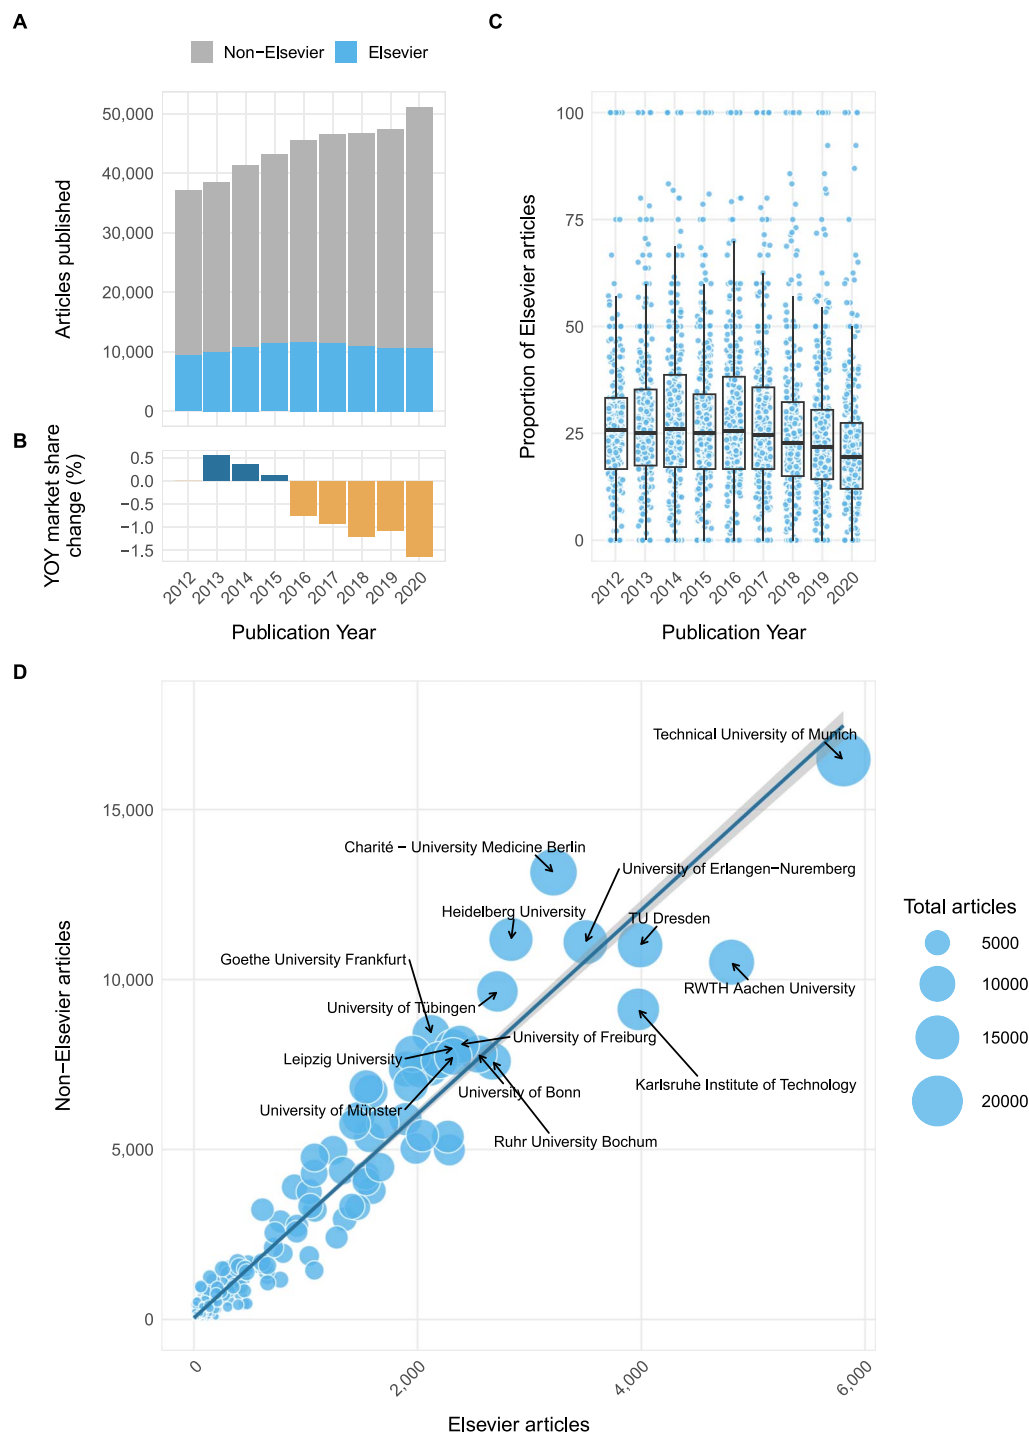 A
Non−Elsevier
Elsevier
Articles published
50,000
40,000
30,000
20,000
10,000
0
B
YOY market share
change (%)
0.5
0.0
−0.5
−1.0
−1.5
2012
2013
2014
2015
2016
2017
2018
2019
2020
Publication Year
C
Proportion of Elsevier articles
100
75
50
25
0
2012
2013
2014
2015
2016
2017
2018
2019
2020
Publication Year
D
Non−Elsevier articles
15,000
10,000
5,000
0
Technical University of Munich
Charité − University Medicine Berlin
University of Erlangen−Nuremberg
Heidelberg University
TU Dresden
Goethe University Frankfurt
RWTH Aachen University
University of Tübingen
University of Freiburg
Leipzig University
Karlsruhe Institute of Technology
University of Bonn
University of Münster
Ruhr University Bochum
0
2,000
4,000
6,000
Elsevier articles
Total articles
5000
10000
15000
20000